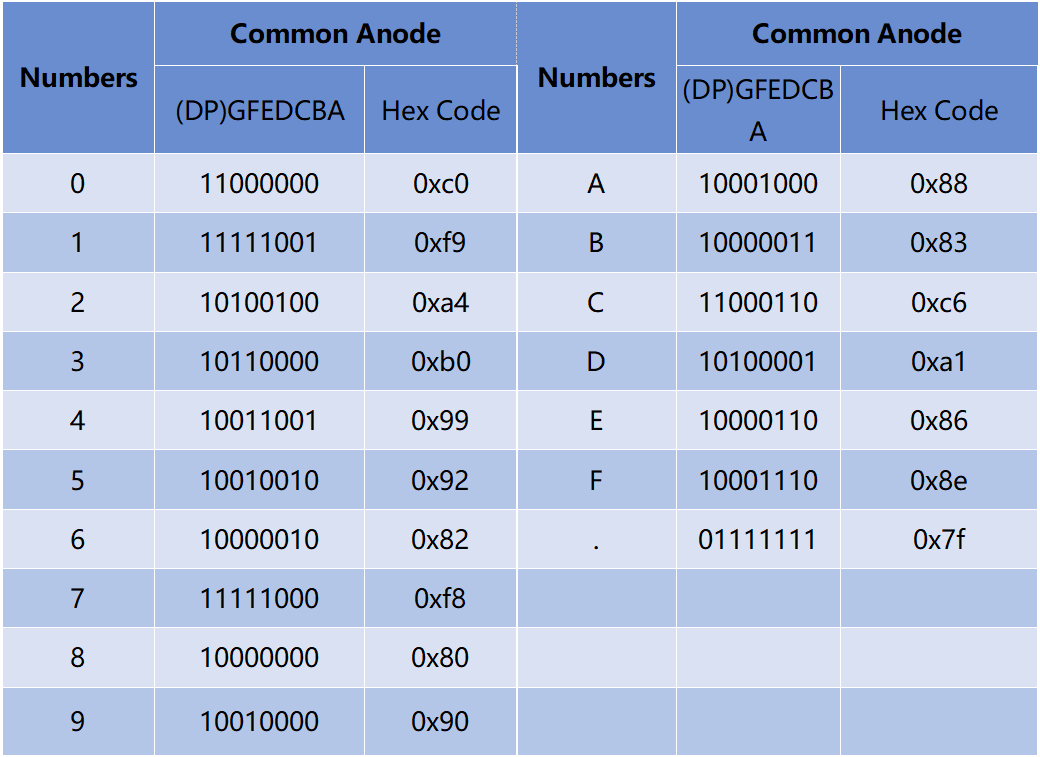 Numbers Common Anode Numbers Common Anode
(DP)GFEDCBA Hex Code (DP)GFEDCB
A Hex Code
0 11000000 0xc0 A 10001000 0x88
1 11111001 0xf9 B 10000011 0x83
2 10100100 0xa4 C 11000110 0xc6
3 10110000 0xb0 D 10100001 0xa1
4 10011001 0x99 E 10000110 0x86
5 10010010 0x92 F 10001110 0x8e
6 10000010 0x82 . 01111111 0x7f
7 11111000 0xf8
8 10000000 0x80
9 10010000 0x90